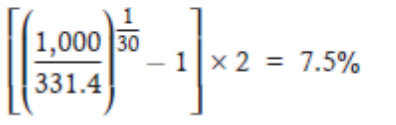 [(1,000/331.4)^(1/30) – 1] × 2 = 7.5%